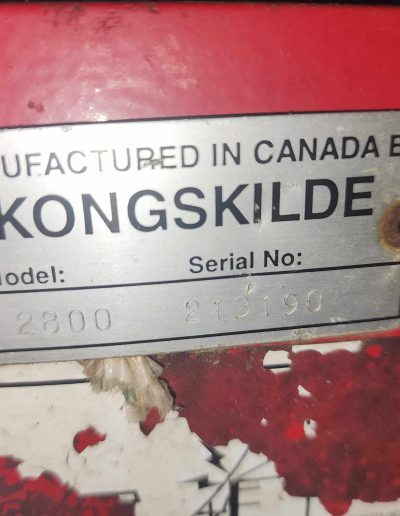 UFACTURED IN CANADA B
KONGSKILDE
odel: Serial No:
2800 213190